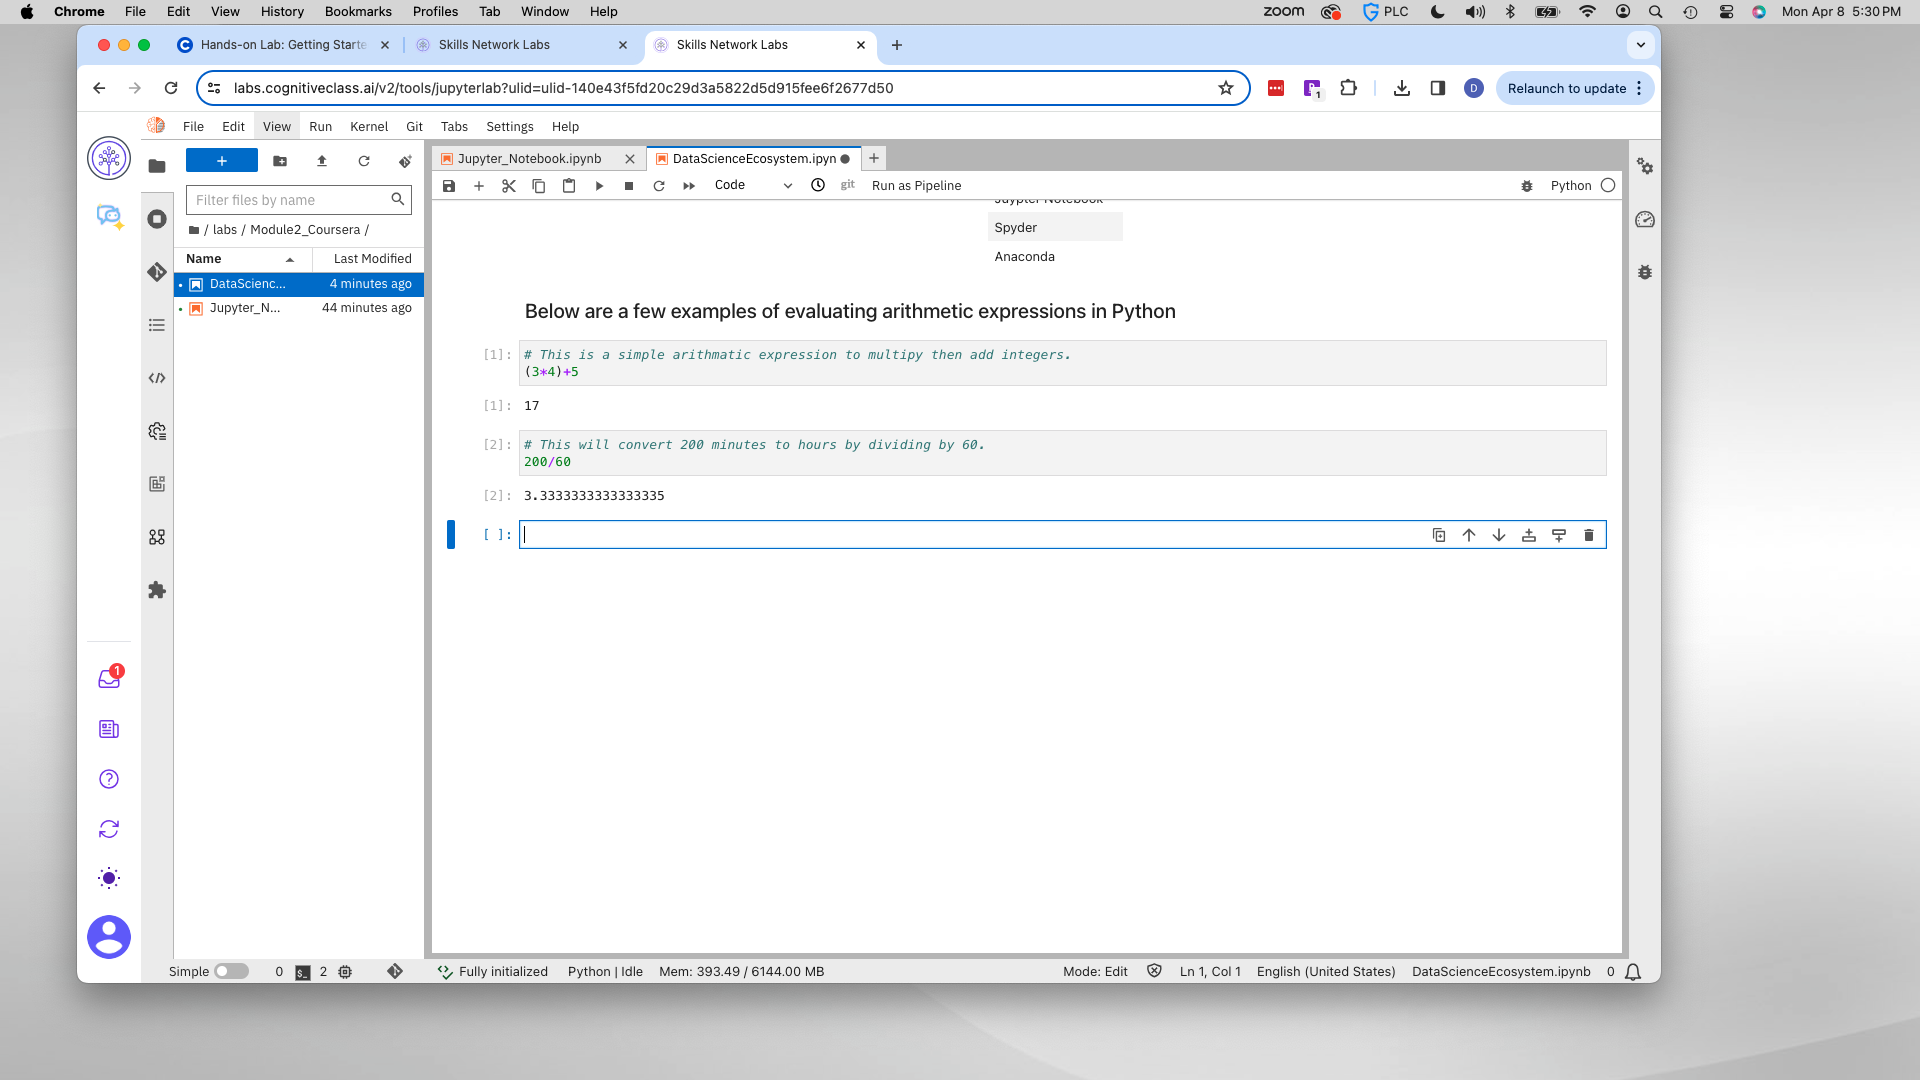 Chrome File Edit View History Bookmarks Profiles Tab Window Help zoom PLC Mon Apr 8 5:30 PM
Hands-on Lab: Getting Starte Skills Network Labs Skills Network Labs
labs.cognitiveclass.ai/v2/tools/jupyterlab?ulid=ulid-140e43f5fd20c29d3a5822d5d915fee6f2677d50 1 D Relaunch to update
File Edit View Run Kernel Git Tabs Settings Help
Jupyter_Notebook.ipynb DataScienceEcosystem.ipyn
Code git Run as Pipeline Python
Filter files by name
/ labs / Module2_Coursera /
Name Last Modified
DataScienc... 4 minutes ago
Jupyter_N... 44 minutes ago
Spyder
Anaconda
Below are a few examples of evaluating arithmetic expressions in Python
[1]: # This is a simple arithmatic expression to multipy then add integers.
(3*4)+5
[1]: 17
[2]: # This will convert 200 minutes to hours by dividing by 60.
200/60
[2]: 3.3333333333333335
[ ]:
1
Simple 0 2 Fully initialized Python | Idle Mem: 393.49 / 6144.00 MB Mode: Edit Ln 1, Col 1 English (United States) DataScienceEcosystem.ipynb 0